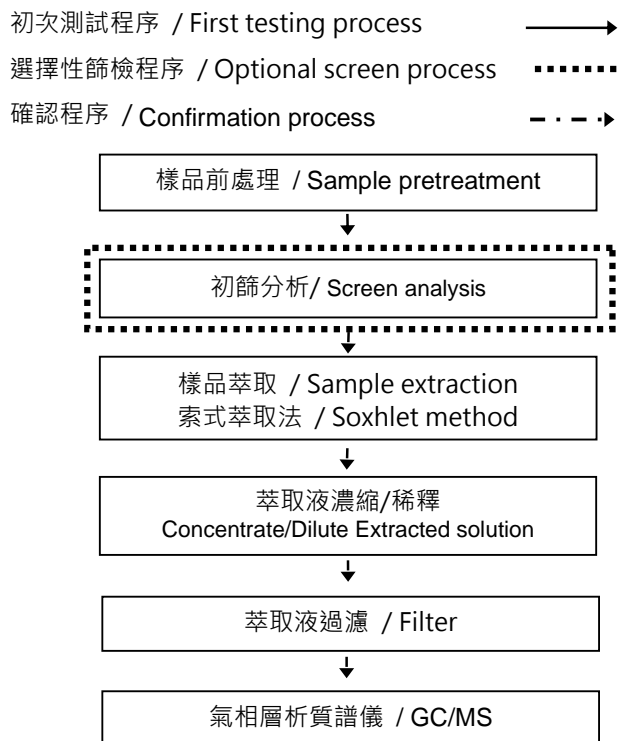 初次測試程序 / First testing process
選擇性篩檢程序 / Optional screen process
確認程序 / Confirmation process
樣品前處理 / Sample pretreatment
初篩分析/ Screen analysis
樣品萃取 / Sample extraction
索式萃取法 / Soxhlet method
萃取液濃縮/稀釋
Concentrate/Dilute Extracted solution
萃取液過濾 / Filter
氣相層析質譜儀 / GC/MS